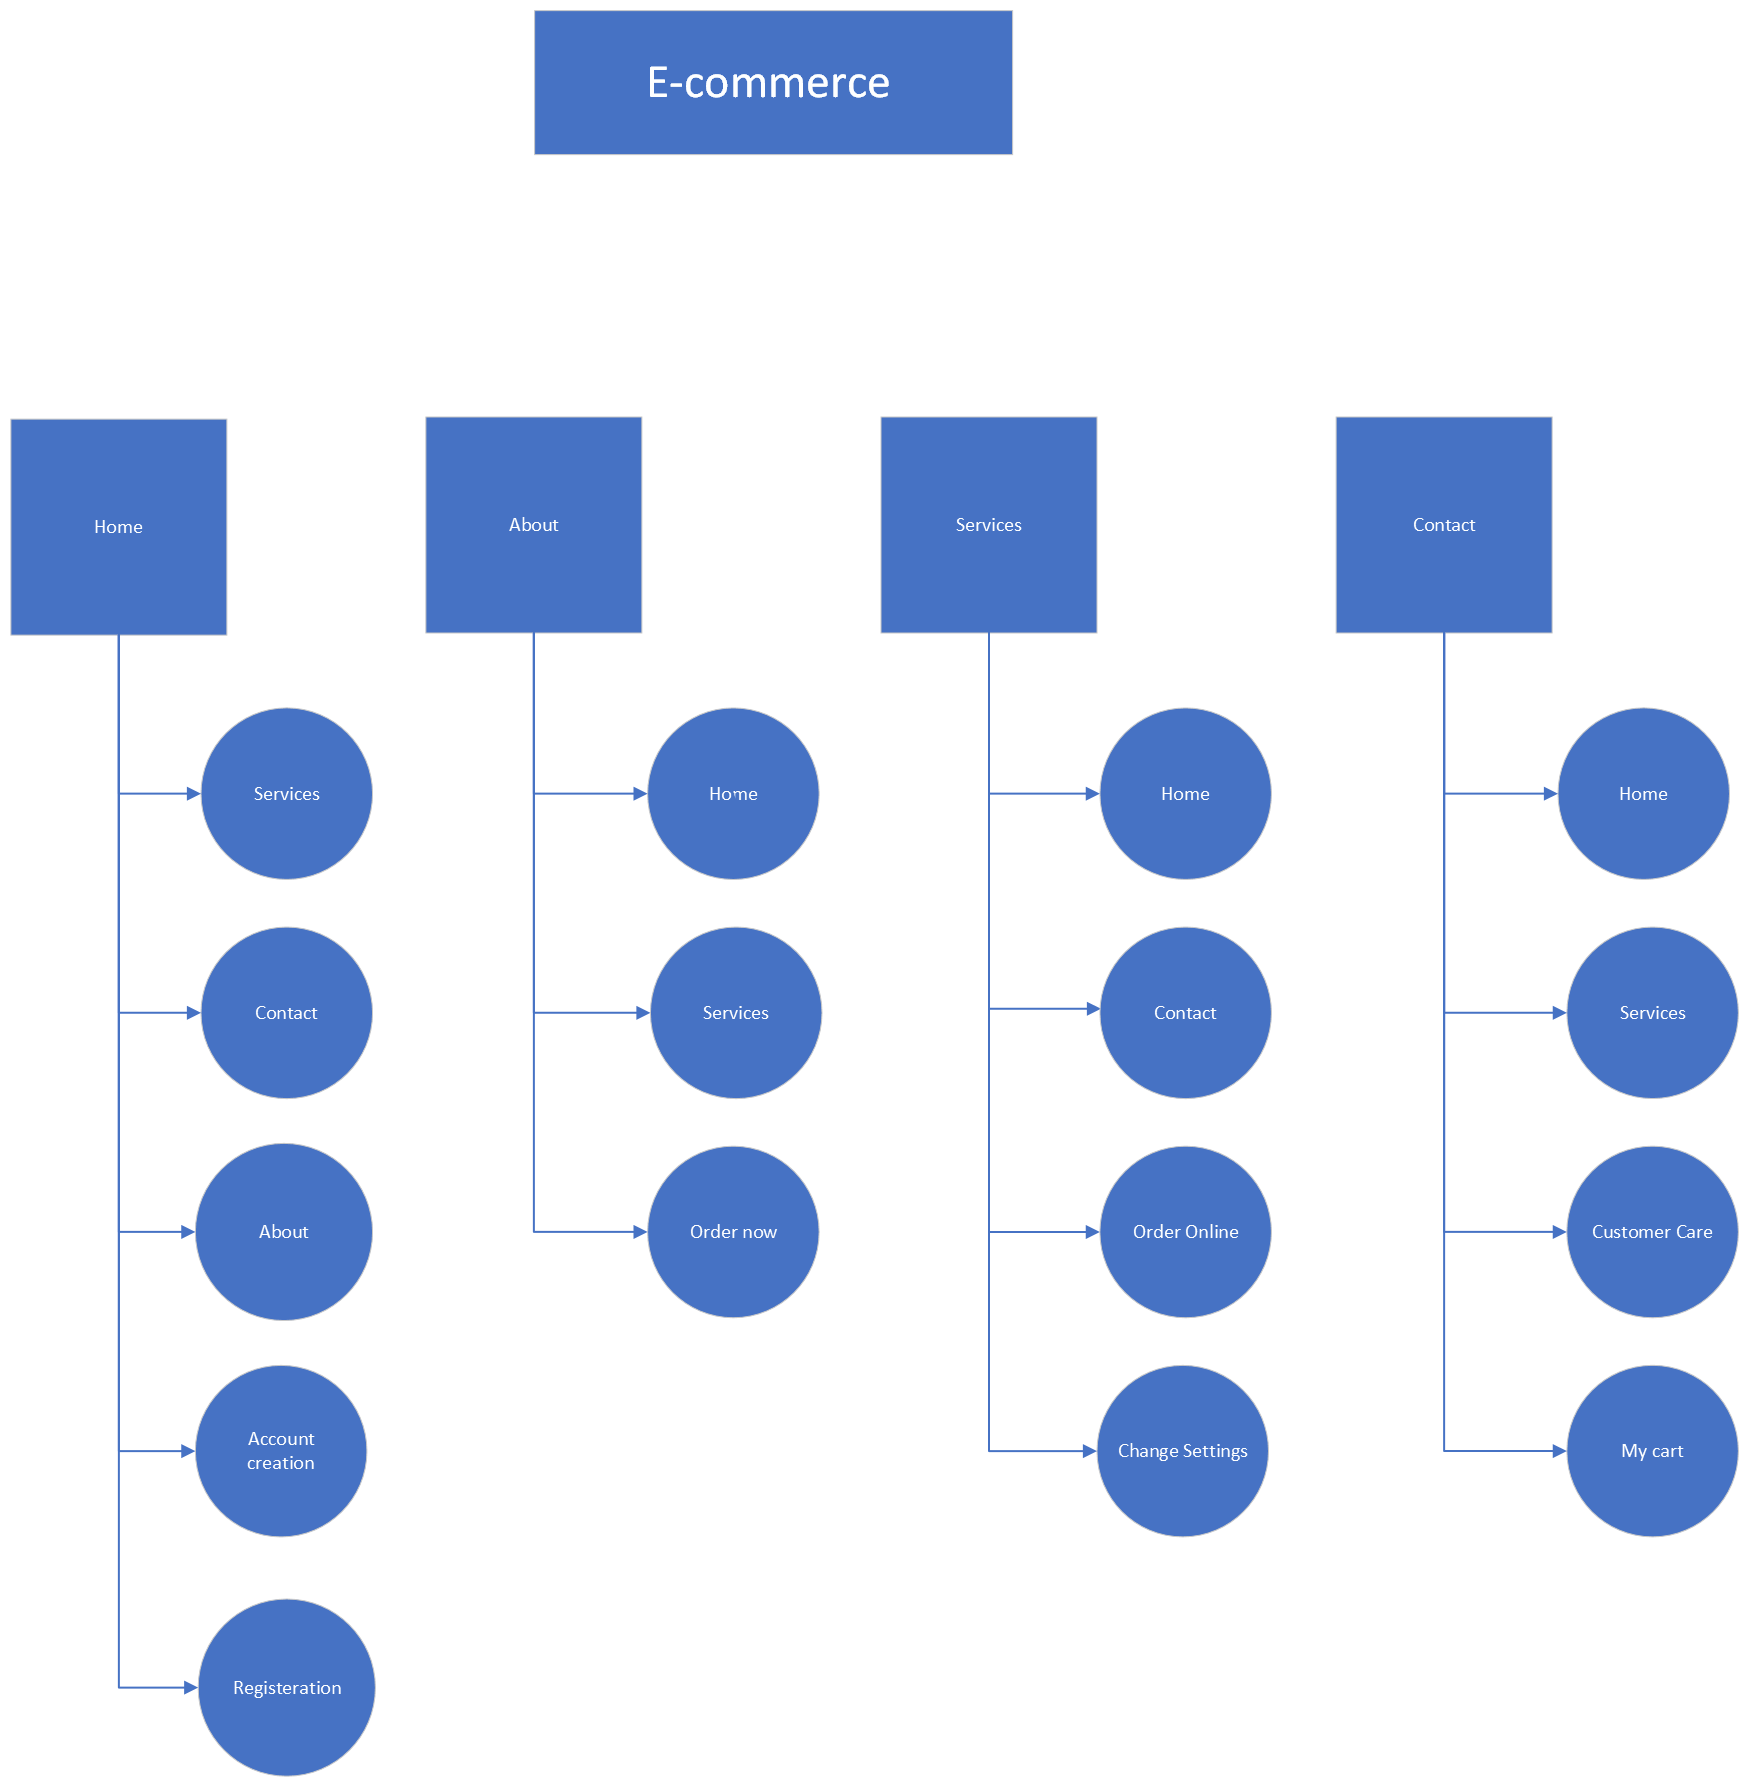 E-commerce
Home
About
Services
Contact
Services
Home
Home
Home
Contact
Services
Contact
Services
About
Order now
Order Online
Customer Care
Account
creation
Change Settings
My cart
Registeration